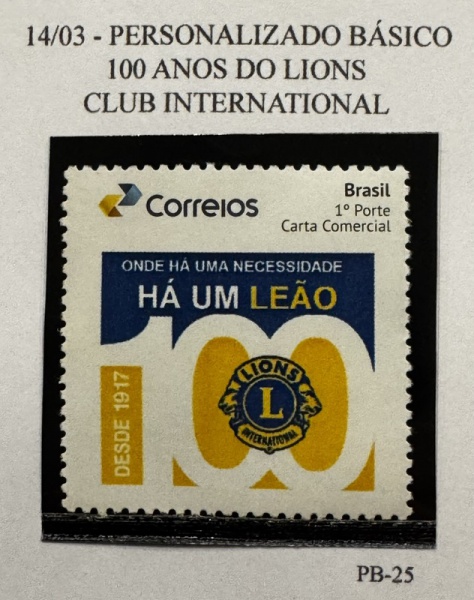 14/03 - PERSONALIZADO BÁSICO
100 ANOS DO LIONS
CLUB INTERNATIONAL
Correios
Brasil
1º Porte
Carta Comercial
ONDE HÁ UMA NECESSIDADE
HÁ UM LEÃO
100
DESDE 1917
LIONS
L
INTERNATIONAL
PB-25